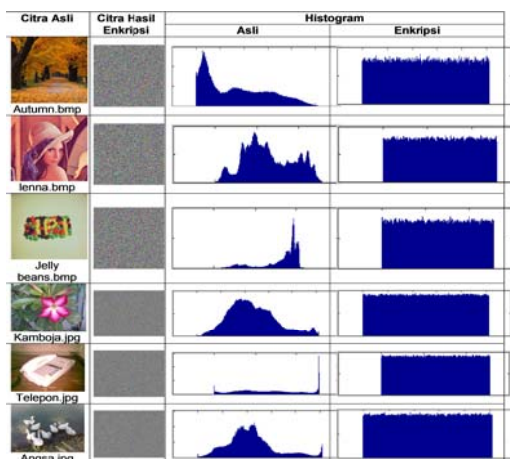 Citra Asli
Citra Hasil
Enkripsi
Histogram
Asli
Enkripsi
Autumn.bmp
lenna.bmp
Jelly
beans.bmp
Kamboja.jpg
Telepon.jpg
Angsa.jpg